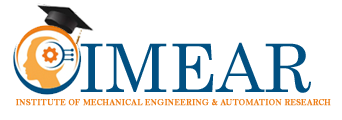 IMEAR
INSTITUTE OF MECHANICAL ENGINEERING & AUTOMATION RESEARCH